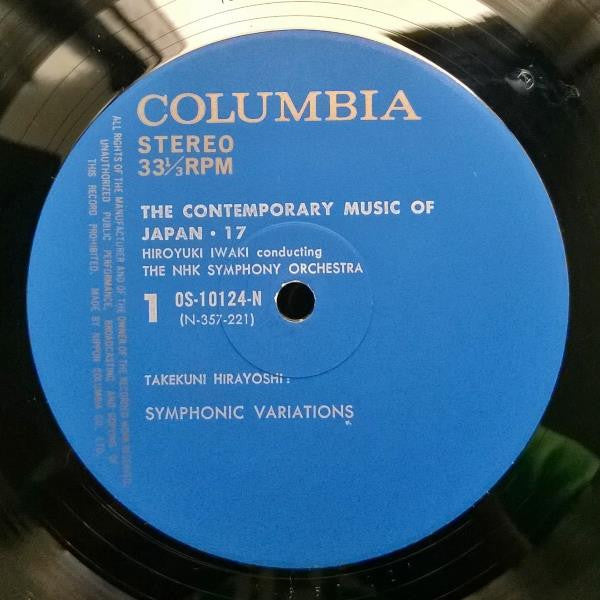 COLUMBIA
STEREO
33⅓RPM
THE CONTEMPORARY MUSIC OF
JAPAN • 17
HIROYUKI IWAKI conducting
THE NHK SYMPHONY ORCHESTRA
1 OS-10124-N
(N-357-221)
TAKEKUNI HIRAYOSHI:
SYMPHONIC VARIATIONS
ALL RIGHTS OF THE MANUFACTURER AND OF THE OWNER OF THE RECORDED WORK RESERVED.
UNAUTHORIZED PUBLIC PERFORMANCE, BROADCASTING AND COPYING OF
THIS RECORD PROHIBITED. MADE BY NIPPON COLUMBIA CO. LTD.